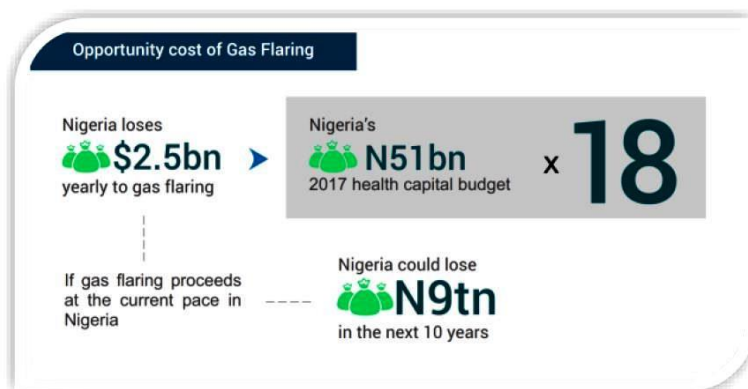 Opportunity cost of Gas Flaring
Nigeria loses
$2.5bn
yearly to gas flaring
Nigeria's
N51bn
2017 health capital budget
x 18
If gas flaring proceeds
at the current pace in
Nigeria
Nigeria could lose
N9tn
in the next 10 years